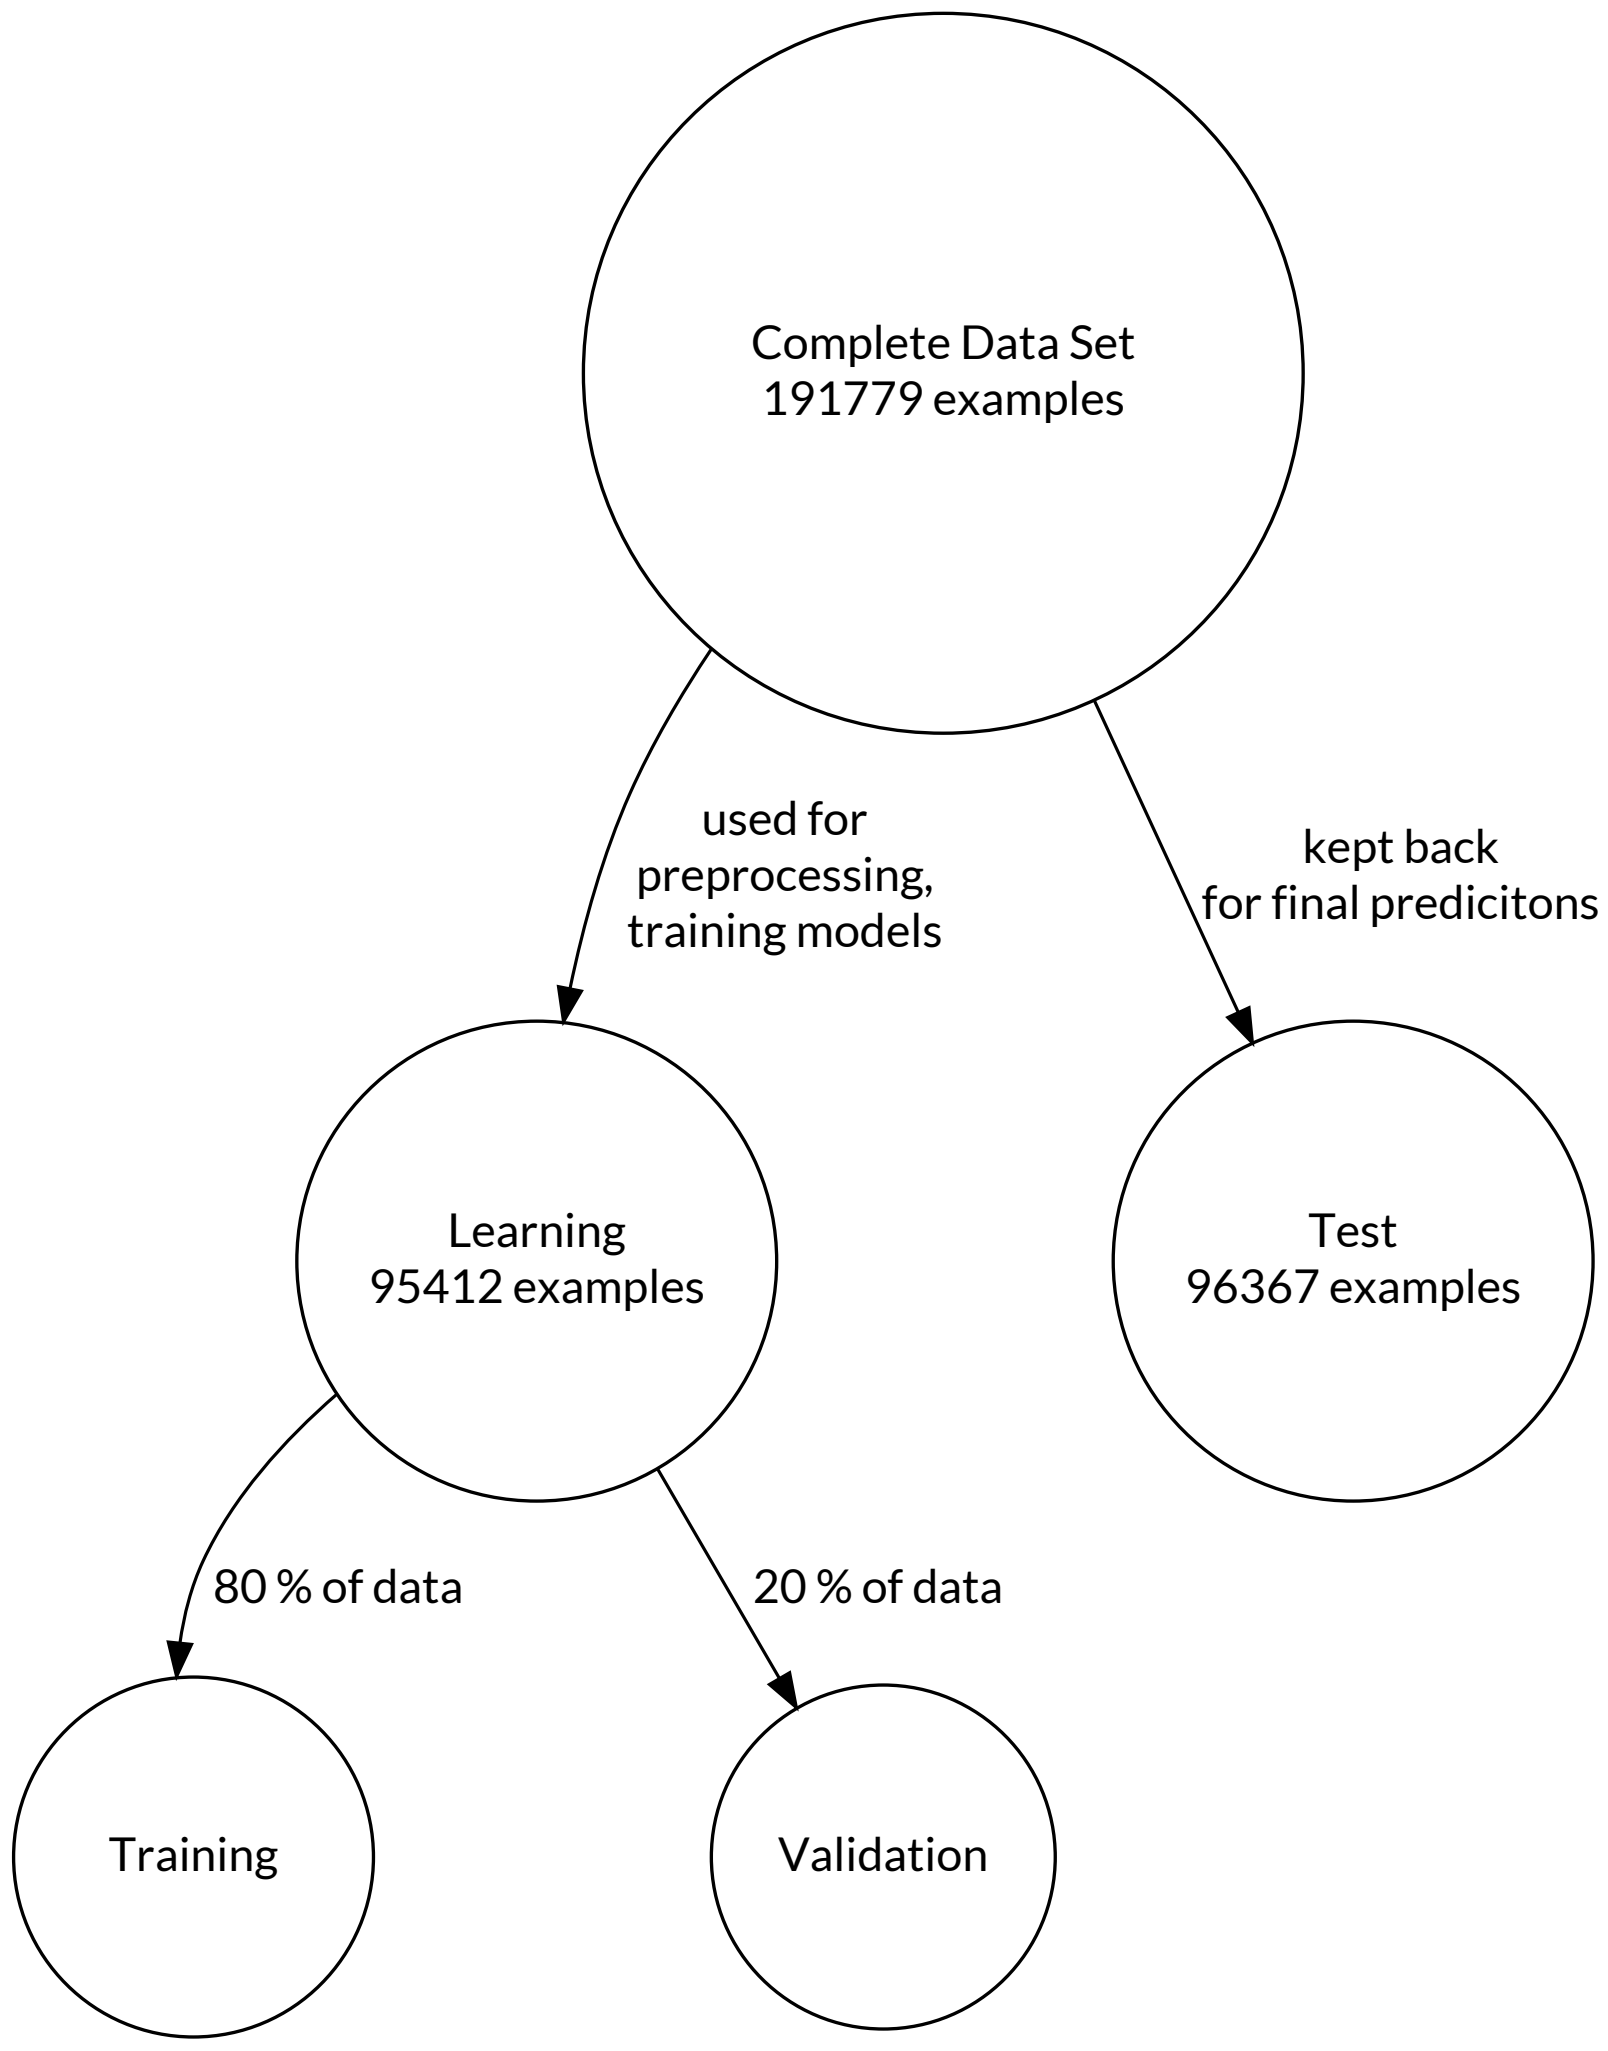 Complete Data Set
191779 examples
used for
preprocessing,
training models
kept back
for final predicitons
Learning
95412 examples
Test
96367 examples
80 % of data
20 % of data
Training
Validation